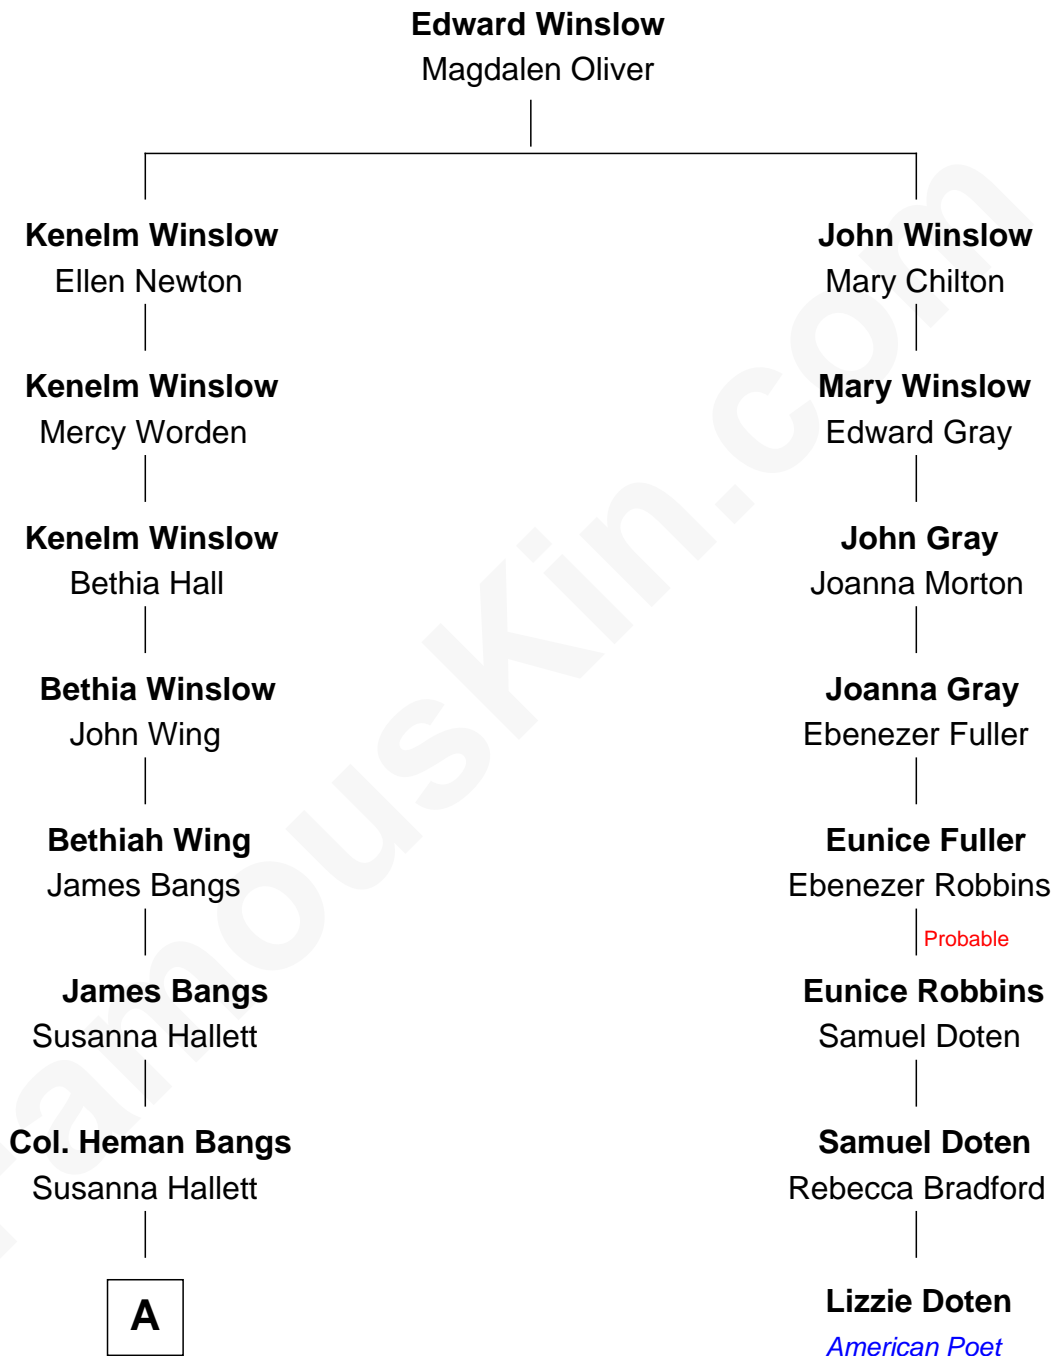 Edward Winslow
Magdalen Oliver
Kenelm Winslow
Ellen Newton
John Winslow
Mary Chilton
Kenelm Winslow
Mercy Worden
Mary Winslow
Edward Gray
Kenelm Winslow
Bethia Hall
John Gray
Joanna Morton
Bethia Winslow
John Wing
Joanna Gray
Ebenezer Fuller
Bethiah Wing
James Bangs
Eunice Fuller
Ebenezer Robbins
Probable
James Bangs
Susanna Hallett
Eunice Robbins
Samuel Doten
Col. Heman Bangs
Susanna Hallett
Samuel Doten
Rebecca Bradford
A
Lizzie Doten
American Poet
FamousKin.com